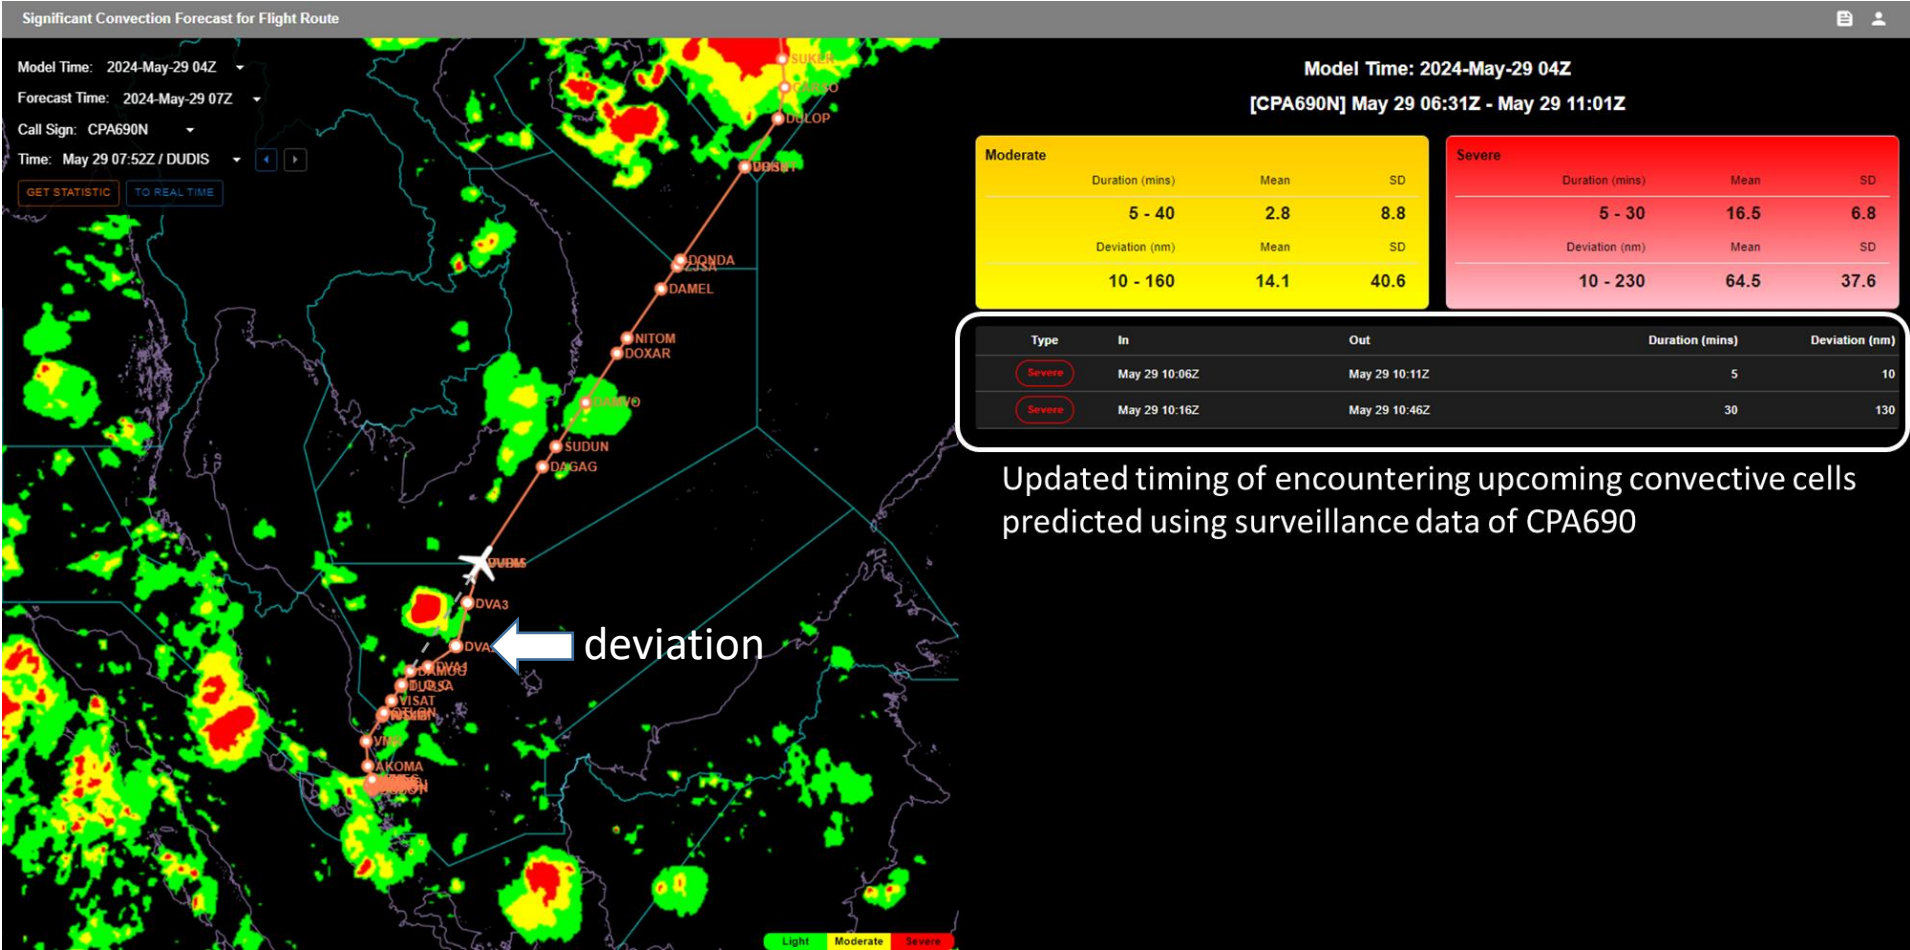 Significant Convection Forecast for Flight Route
Model Time: 2024-May-29 04Z
Forecast Time: 2024-May-29 07Z
Call Sign: CPA690N
Time: May 29 07:52Z / DUDIS
GET STATISTIC
TO REAL TIME
DULOP
DONDA
ZJSA
DAMEL
NITOM
DOXAR
DAMVO
SUDUN
DAGAG
DVA3
deviation
DVA1
DAMOG
VISAT
AKOMA
Light Moderate Severe
Model Time: 2024-May-29 04Z
[CPA690N] May 29 06:31Z - May 29 11:01Z
Moderate
Duration (mins) Mean SD
5 - 40 2.8 8.8
Deviation (nm) Mean SD
10 - 160 14.1 40.6
Severe
Duration (mins) Mean SD
5 - 30 16.5 6.8
Deviation (nm) Mean SD
10 - 230 64.5 37.6
Type In Out Duration (mins) Deviation (nm)
Severe May 29 10:06Z May 29 10:11Z 5 10
Severe May 29 10:16Z May 29 10:46Z 30 130
Updated timing of encountering upcoming convective cells
predicted using surveillance data of CPA690